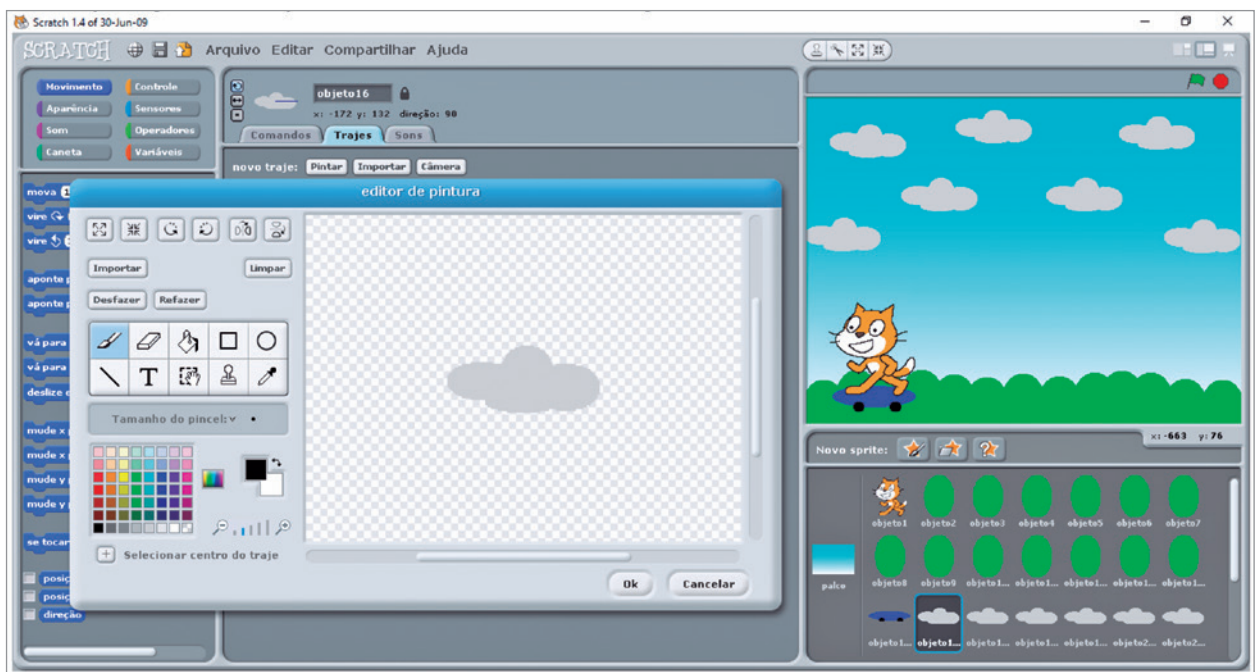 Scratch 1.4 of 30-Jun-09
SCRATCH Arquivo Editar Compartilhar Ajuda
Movimento Controle
Aparência Sensores
Som Operadores
Caneta Variáveis
objeto16
x: -172 y: 132 direção: 90
Comandos Trajes Sons
novo traje: Pintar Importar Câmera
mova
vire
vire
aponte
aponte
vá para
vá para
deslize
mude x
mude x
mude y
mude y
se tocar
direção
editor de pintura
Importar Limpar
Desfazer Refazer
T
Tamanho do pincel:
Selecionar centro do traje
Ok Cancelar
x: -663 y: 76
Novo sprite:
palco
objeto1 objeto2 objeto3 objeto4 objeto5 objeto6 objeto7
objeto8 objeto9 objeto1... objeto1... objeto1... objeto1... objeto1...
objeto1... objeto1... objeto1... objeto1... objeto1... objeto2... objeto2...